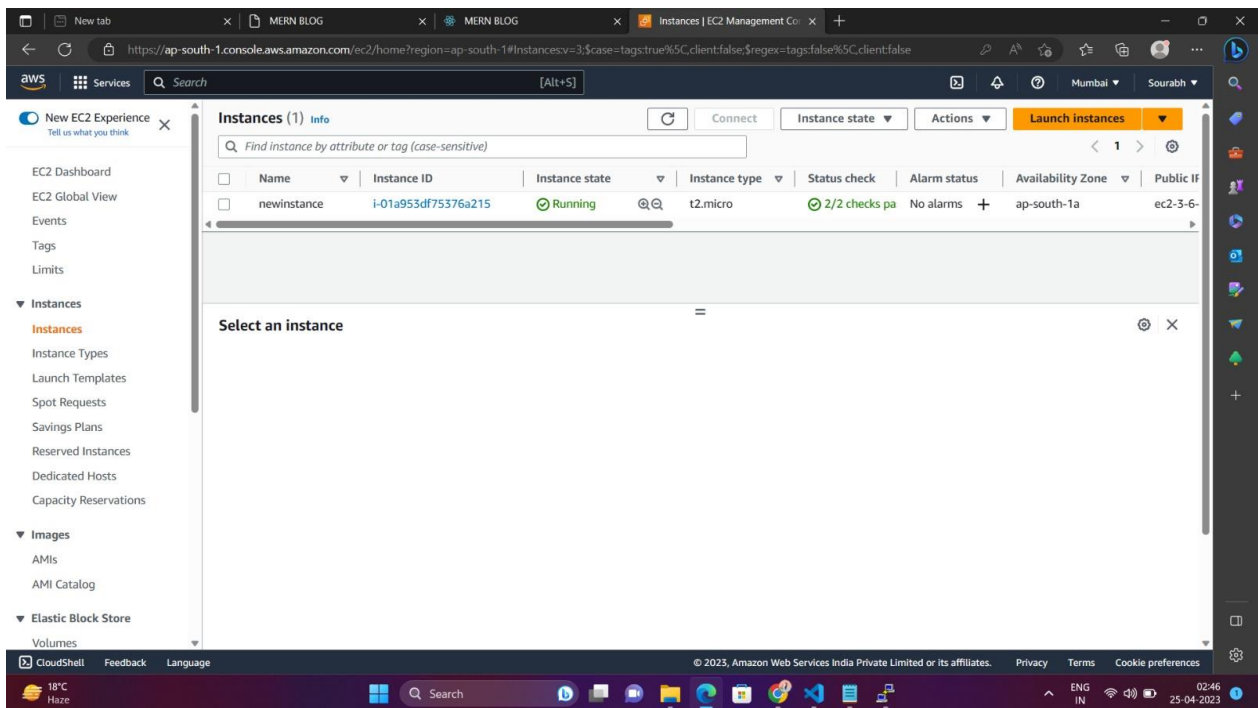 New tab
MERN BLOG
MERN BLOG
Instances | EC2 Management Co
https://ap-south-1.console.aws.amazon.com/ec2/home?region=ap-south-1#Instances:v=3;$case=tags:true%5C,client:false;$regex=tags:false%5C,client:false
aws Services Search [Alt+S] Mumbai Sourabh
New EC2 Experience
Tell us what you think
EC2 Dashboard
EC2 Global View
Events
Tags
Limits
Instances
Instances
Instance Types
Launch Templates
Spot Requests
Savings Plans
Reserved Instances
Dedicated Hosts
Capacity Reservations
Images
AMIs
AMI Catalog
Elastic Block Store
Volumes
Instances (1) Info
Connect Instance state Actions Launch instances
Find instance by attribute or tag (case-sensitive)
1
Name Instance ID Instance state Instance type Status check Alarm status Availability Zone Public IP
newinstance i-01a953df75376a215 Running t2.micro 2/2 checks pa No alarms + ap-south-1a ec2-3-6-
Select an instance
CloudShell Feedback Language © 2023, Amazon Web Services India Private Limited or its affiliates. Privacy Terms Cookie preferences
18°C
Haze
Search
ENG
IN
02:46
25-04-2023
1